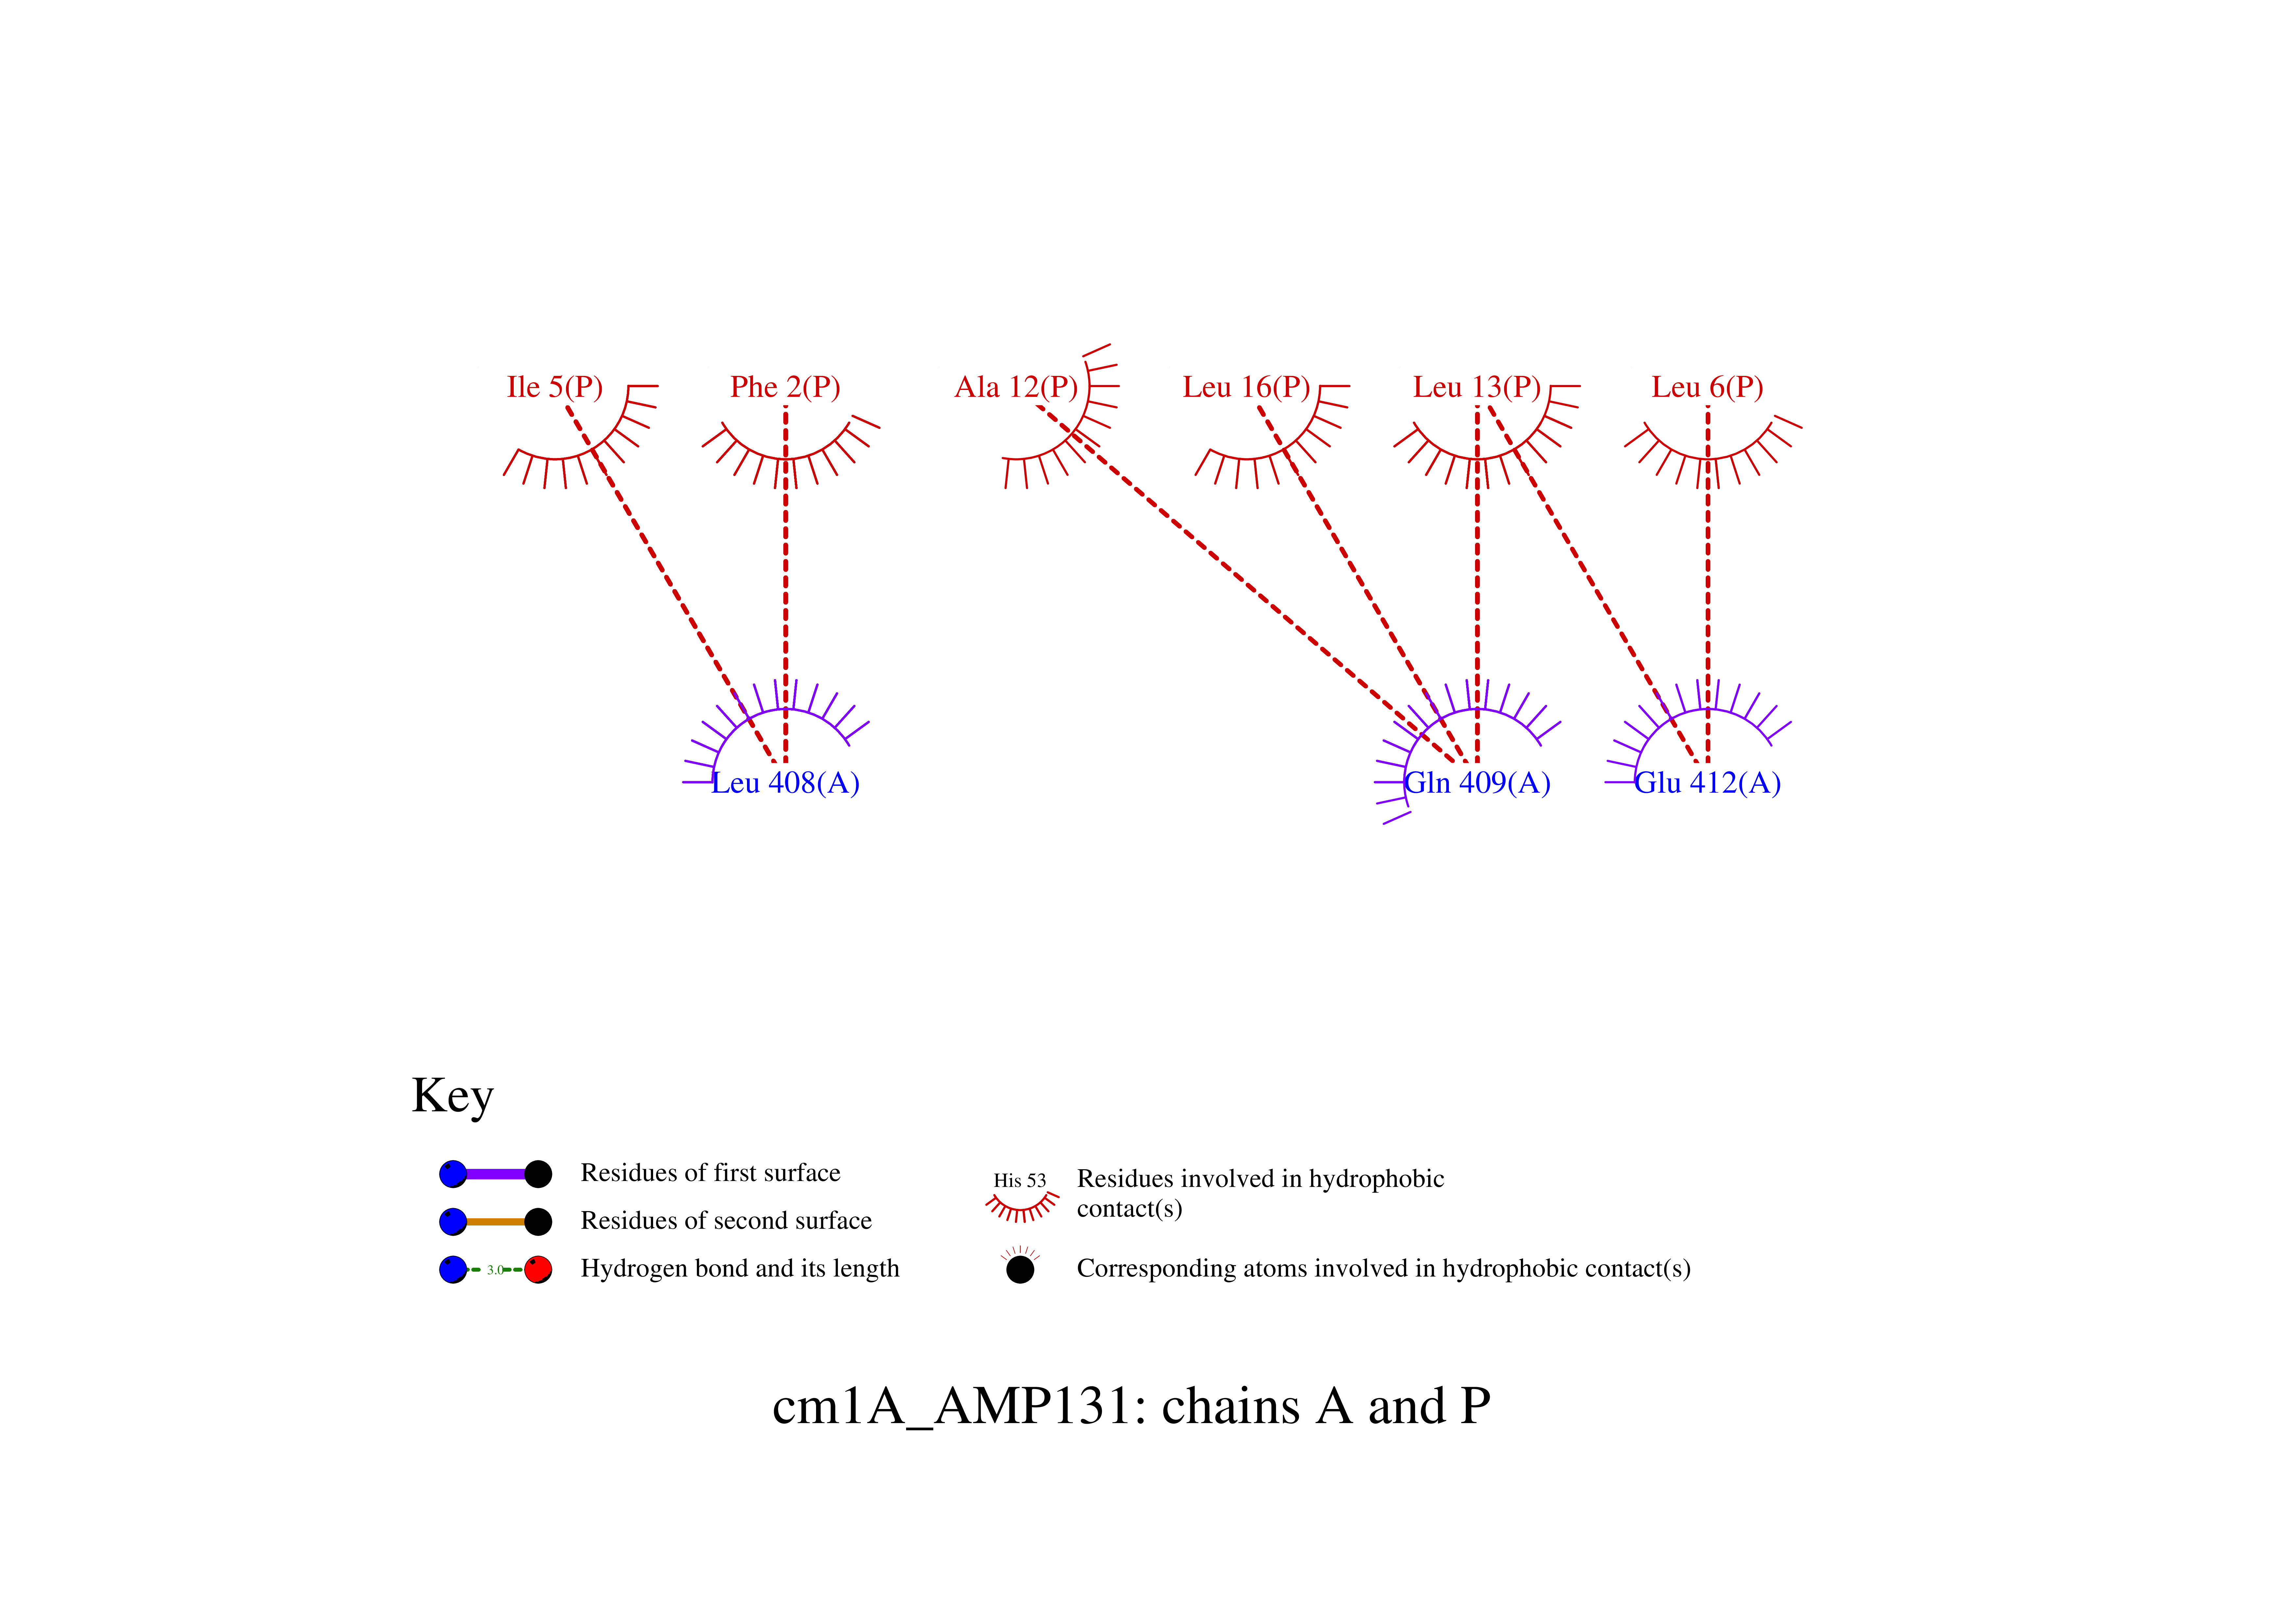 Ile 5(P) Phe 2(P) Ala 12(P) Leu 16(P) Leu 13(P) Leu 6(P)
Leu 408(A) Gln 409(A) Glu 412(A)
Key
Residues of first surface
Residues of second surface
3.0 Hydrogen bond and its length
His 53 Residues involved in hydrophobic
contact(s)
Corresponding atoms involved in hydrophobic contact(s)
cm1A_AMP131: chains A and P